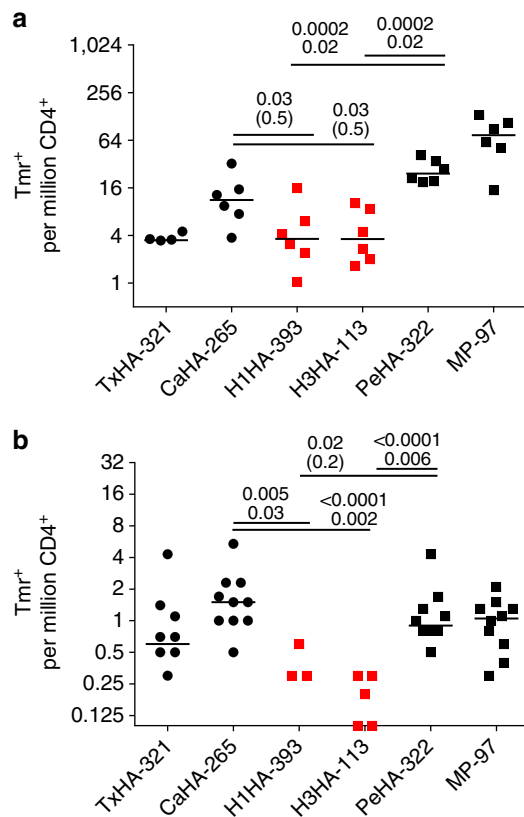 a
0.0002
0.02
0.0002
0.02
0.03
(0.5)
0.03
(0.5)
Tmr+
per million CD4+
1,024
256
64
16
4
1
TxHA-321
CaHA-265
H1HA-393
H3HA-113
PeHA-322
MP-97
b
0.02
(0.2)
<0.0001
0.006
0.005
0.03
<0.0001
0.002
Tmr+
per million CD4+
32
16
8
4
2
1
0.5
0.25
0.125
TxHA-321
CaHA-265
H1HA-393
H3HA-113
PeHA-322
MP-97